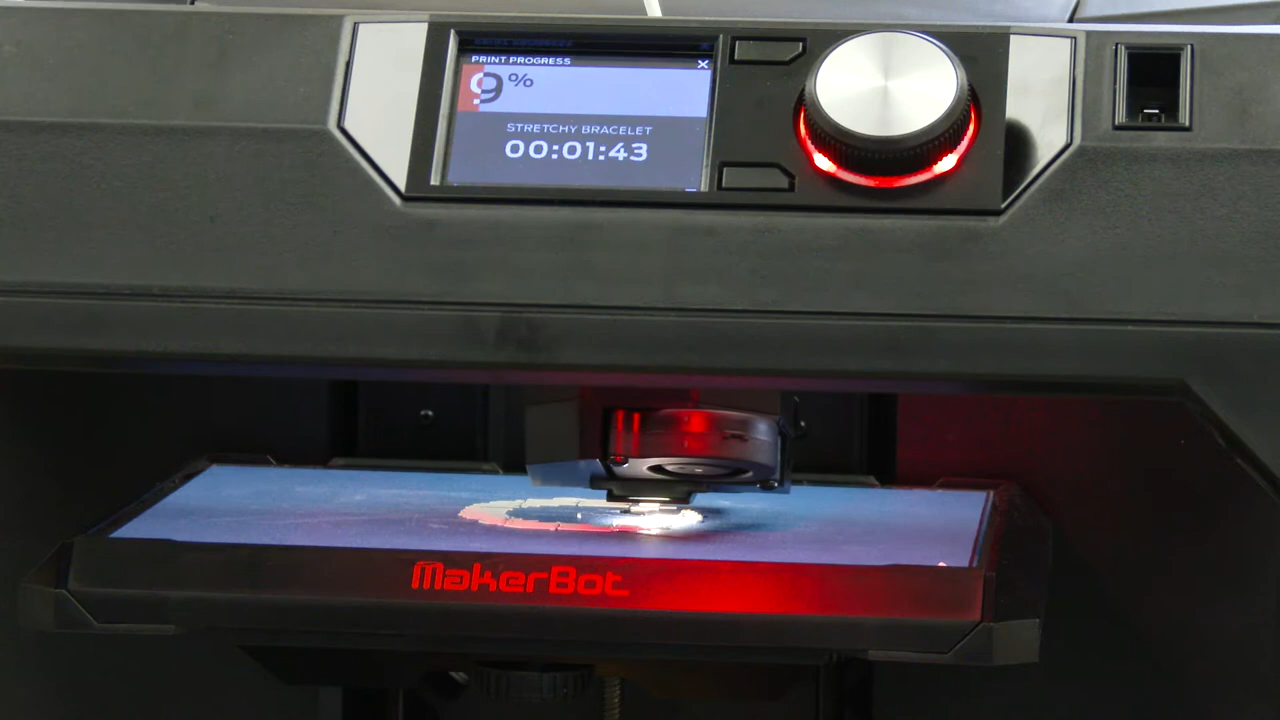 PRINT PROGRESS X
9%
STRETCHY BRACELET
00:01:43
MakerBot